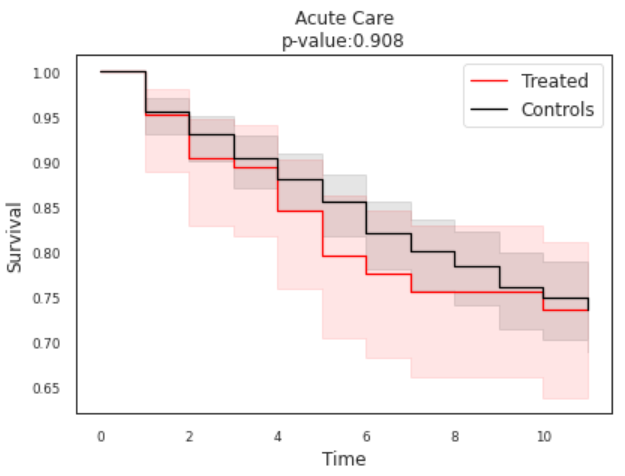 Acute Care
p-value:0.908
Treated
Controls
1.00
0.95
0.90
0.85
0.80
0.75
0.70
0.65
Survival
0 2 4 6 8 10
Time